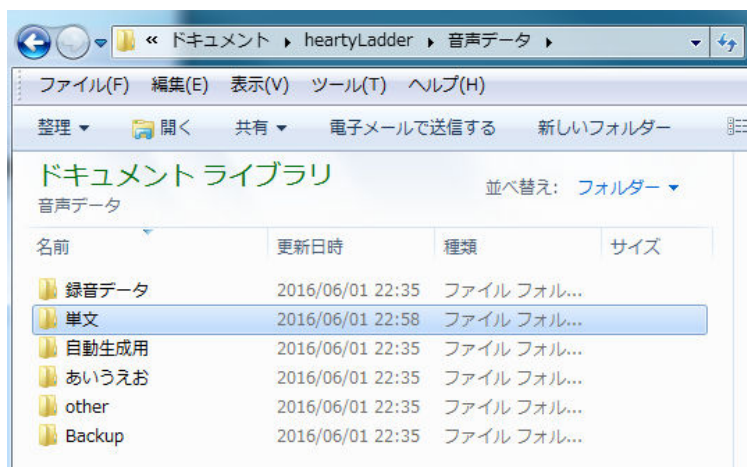 « ドキュメント ▸ heartyLadder ▸ 音声データ ▸
ファイル(F) 編集(E) 表示(V) ツール(T) ヘルプ(H)
整理 ▼ 開く 共有 ▼ 電子メールで送信する 新しいフォルダー
ドキュメント ライブラリ
音声データ
並べ替え: フォルダー ▼
名前 更新日時 種類 サイズ
録音データ 2016/06/01 22:35 ファイル フォル...
単文 2016/06/01 22:58 ファイル フォル...
自動生成用 2016/06/01 22:35 ファイル フォル...
あいうえお 2016/06/01 22:35 ファイル フォル...
other 2016/06/01 22:35 ファイル フォル...
Backup 2016/06/01 22:35 ファイル フォル...